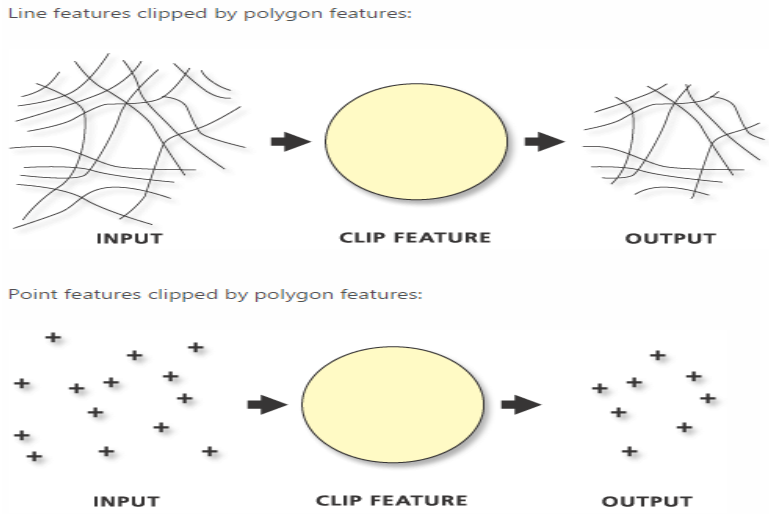 Line features clipped by polygon features:
INPUT
CLIP FEATURE
OUTPUT
Point features clipped by polygon features:
INPUT
CLIP FEATURE
OUTPUT